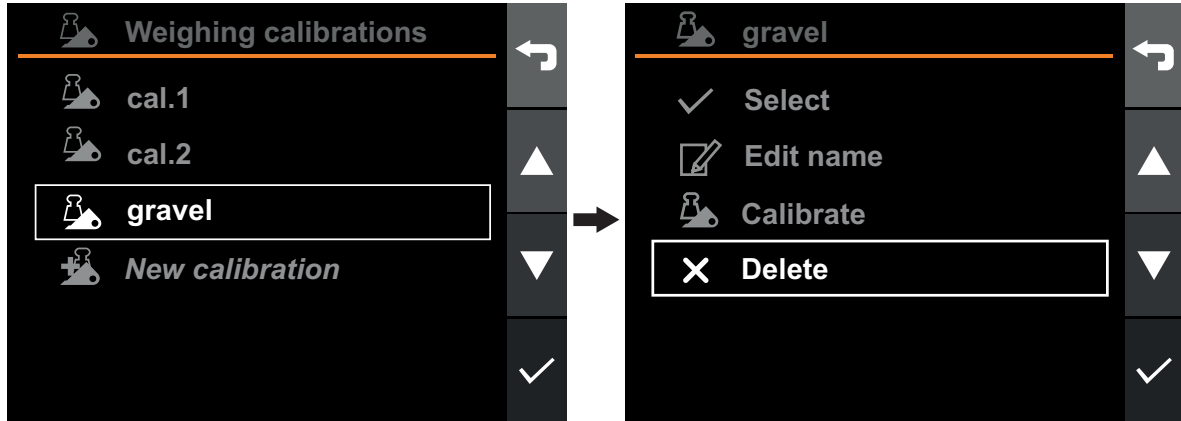 Weighing calibrations
cal.1
cal.2
gravel
New calibration
gravel
Select
Edit name
Calibrate
Delete